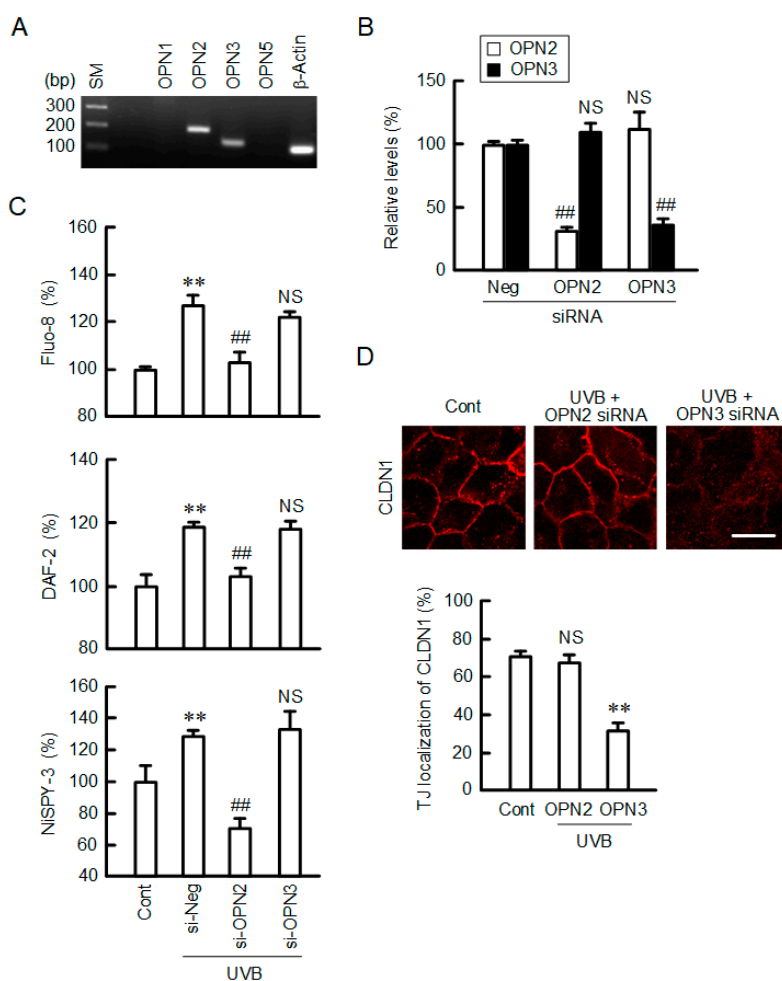 A
(bp)
SM
OPN1
OPN2
OPN3
OPN5
β-Actin
300
200
100
B
OPN2
OPN3
Relative levels (%)
150
100
50
0
NS
NS
##
##
Neg
OPN2
OPN3
siRNA
C
Fluo-8 (%)
160
140
120
100
80
**
##
NS
DAF-2 (%)
140
120
100
80
**
##
NS
NiSPY-3 (%)
160
140
120
100
80
60
40
**
##
NS
Cont
si-Neg
si-OPN2
si-OPN3
UVB
D
Cont
UVB +
OPN2 siRNA
UVB +
OPN3 siRNA
CLDN1
TJ localization of CLDN1 (%)
100
80
60
40
20
0
NS
**
Cont
OPN2
OPN3
UVB